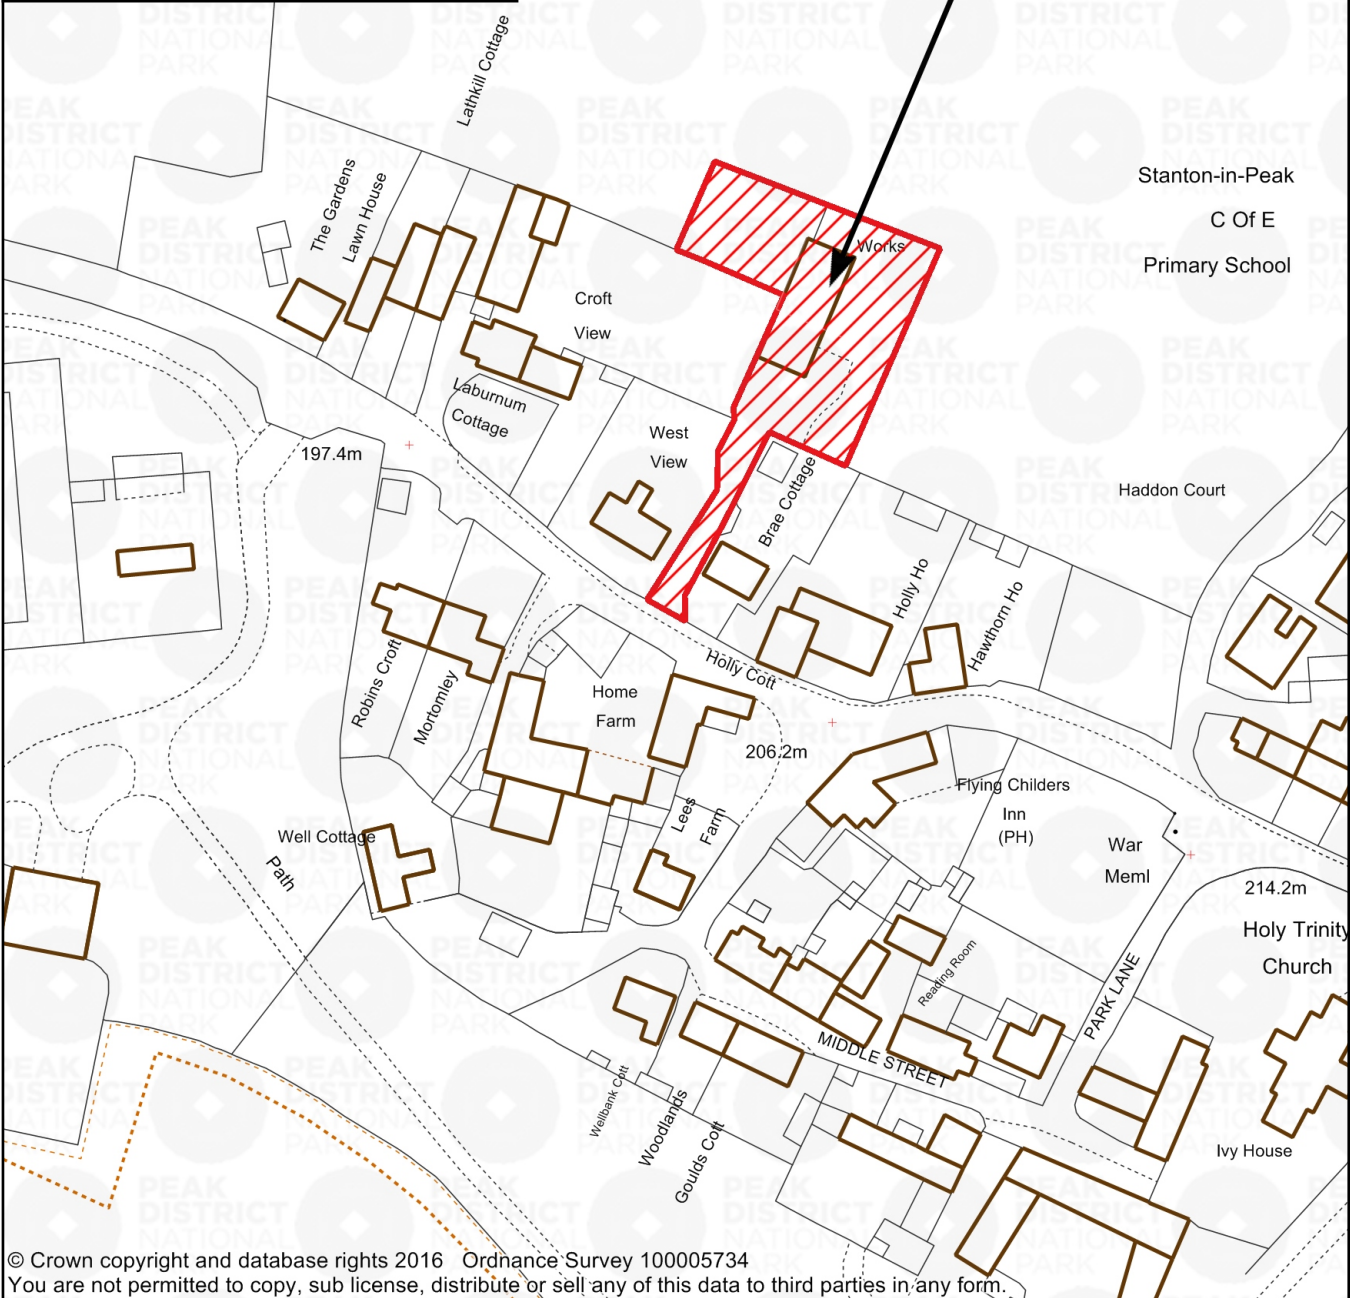 Lathkill Cottage
The Gardens
Lawn House
Works
Stanton-in-Peak
C Of E
Primary School
Croft
View
Laburnum
Cottage
197.4m
West
View
Brae Cottage
Haddon Court
Holly Ho
Hawthorn Ho
Robins Croft
Mortomley
Holly Cott
Home
Farm
206.2m
Flying Childers
Inn
(PH)
Lees
Farm
Well Cottage
Path
War
Meml
214.2m
Holy Trinity
Church
Reading Room
PARK LANE
MIDDLE STREET
Wellbank Cott
Woodlands
Goulds Cott
Ivy House
PEAK
DISTRICT
NATIONAL
PARK
© Crown copyright and database rights 2016 Ordnance Survey 100005734
You are not permitted to copy, sub license, distribute or sell any of this data to third parties in any form.